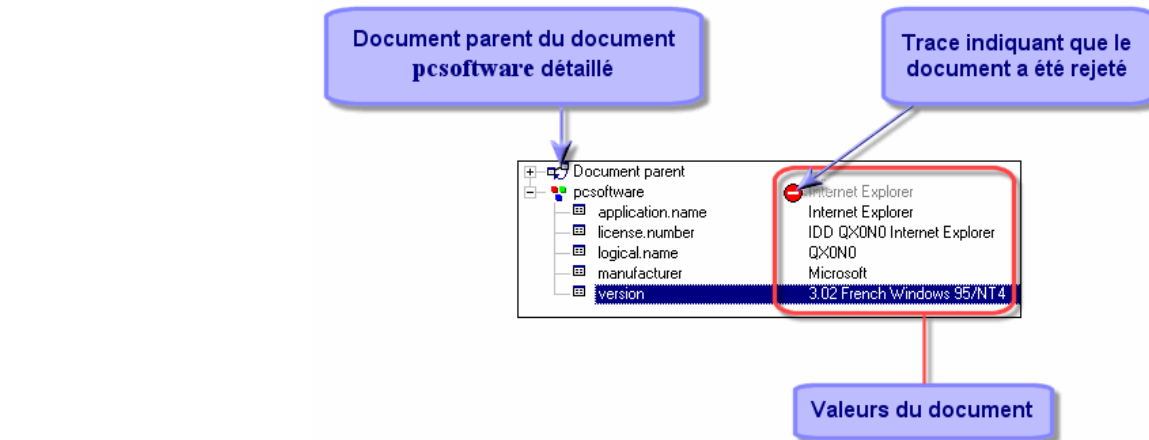 Document parent du document
pcsoftware détaillé
Trace indiquant que le
document a été rejeté
Document parent
pcsoftware Internet Explorer
application.name Internet Explorer
license.number IDD QX0N0 Internet Explorer
logical.name QX0N0
manufacturer Microsoft
version 3.02 French Windows 95/NT4
Valeurs du document